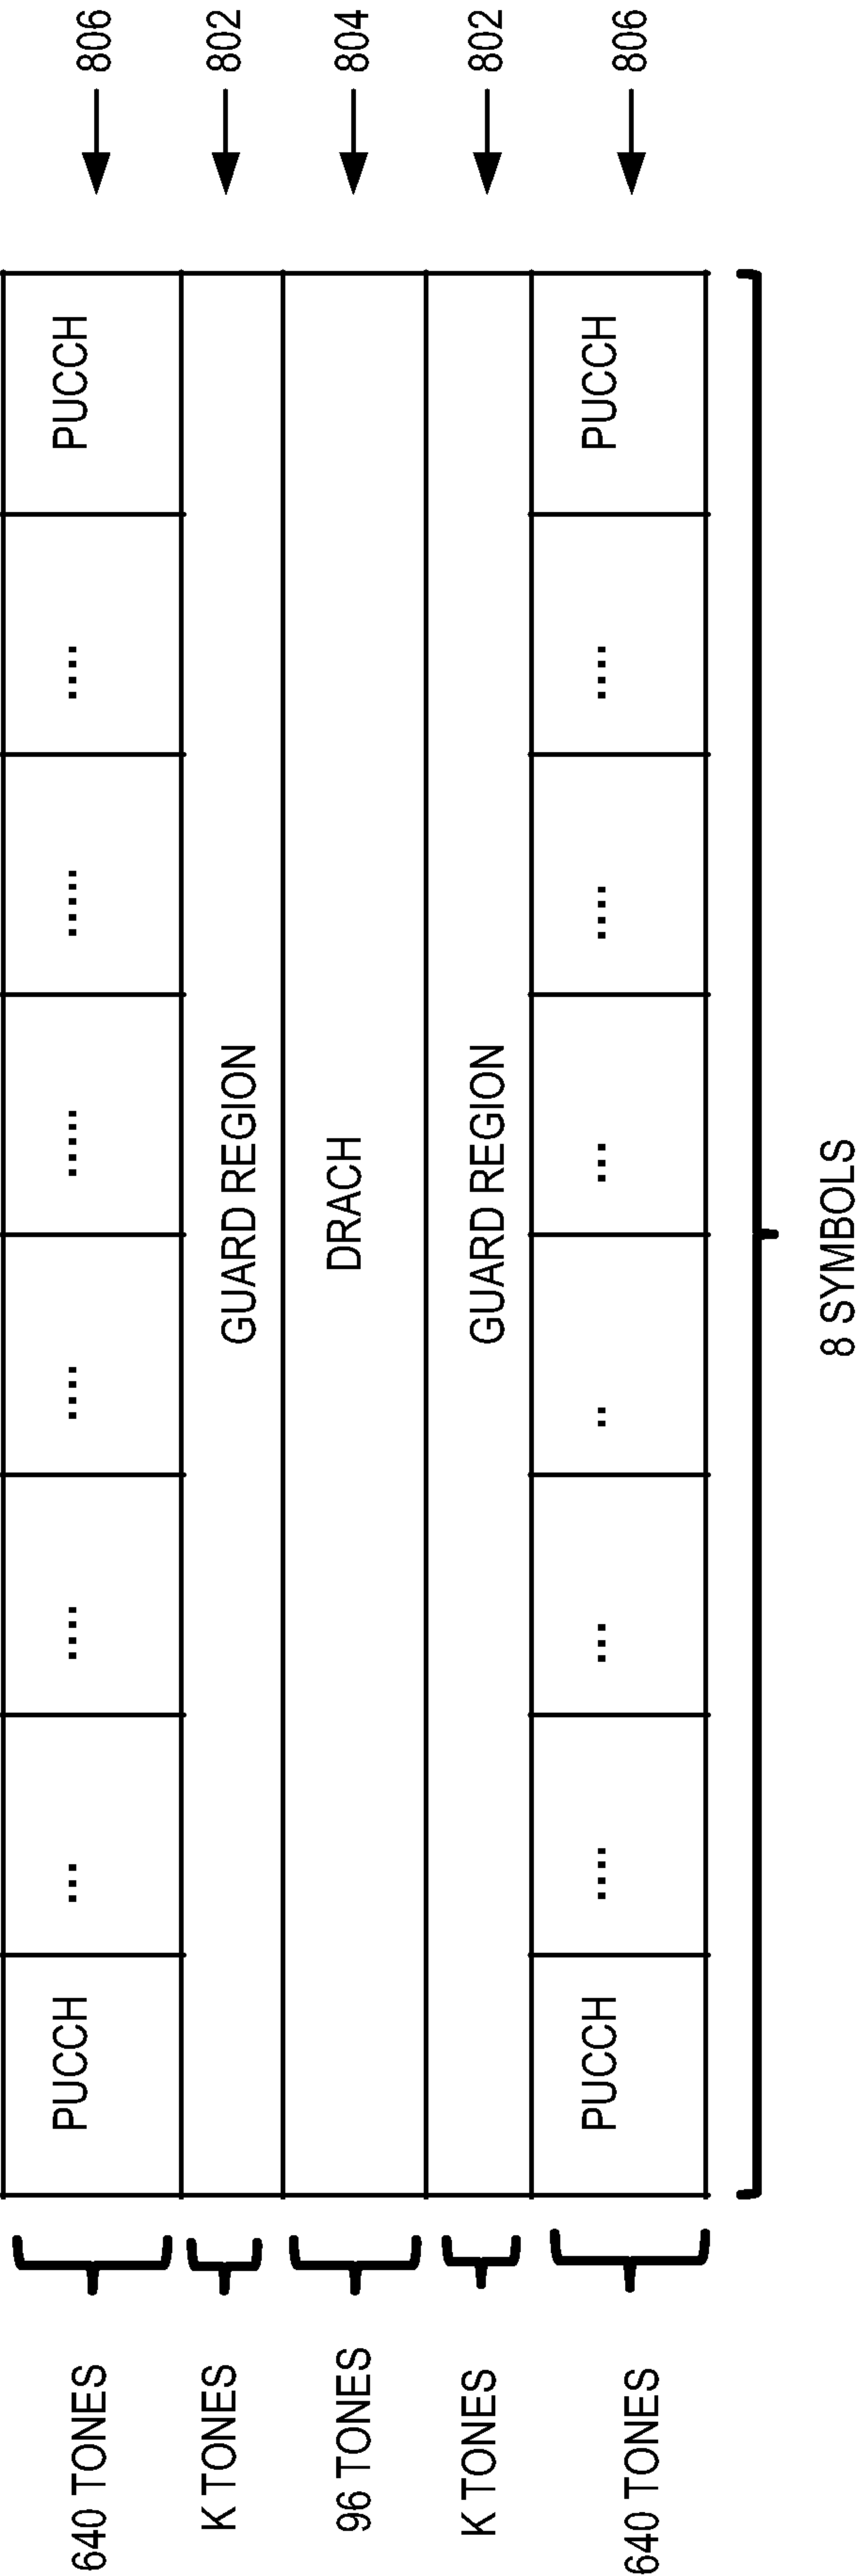 640 TONES PUCCH ... .... .... ..... ..... .... PUCCH 806
K TONES GUARD REGION 802
96 TONES DRACH 804
K TONES GUARD REGION 802
640 TONES PUCCH .... ... .. ... .... .... PUCCH 806
8 SYMBOLS